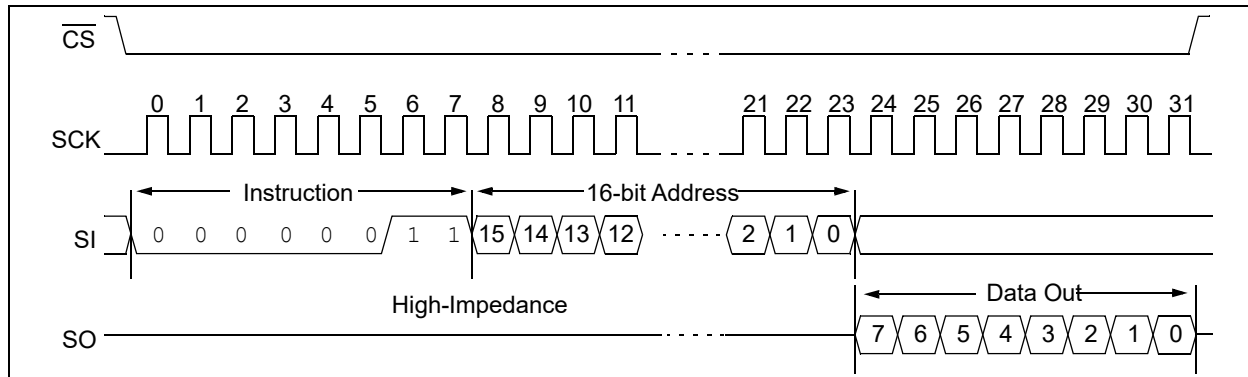 CS
0 1 2 3 4 5 6 7 8 9 10 11 21 22 23 24 25 26 27 28 29 30 31
SCK
Instruction 16-bit Address
SI 0 0 0 0 0 0 1 1 15 14 13 12 2 1 0
High-Impedance Data Out
SO 7 6 5 4 3 2 1 0